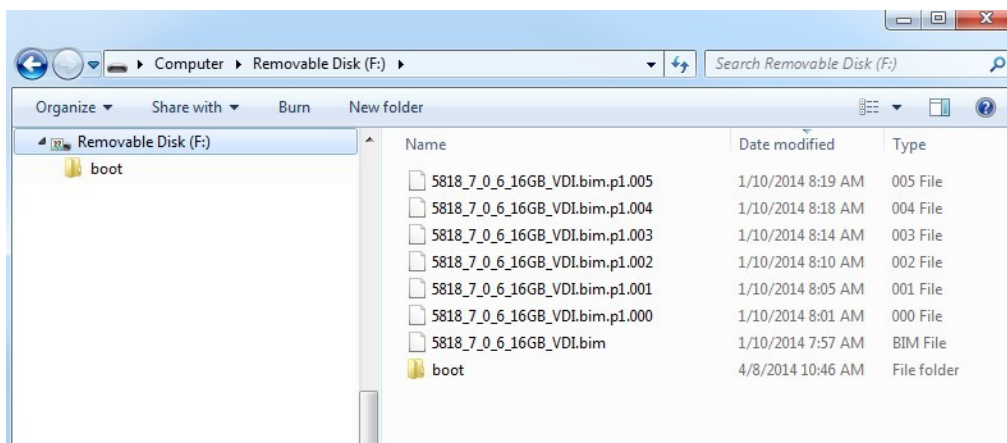 Computer Removable Disk (F:) Search Removable Disk (F:)
Organize Share with Burn New folder
Removable Disk (F:) Name Date modified Type
boot
5818_7_0_6_16GB_VDI.bim.p1.005 1/10/2014 8:19 AM 005 File
5818_7_0_6_16GB_VDI.bim.p1.004 1/10/2014 8:18 AM 004 File
5818_7_0_6_16GB_VDI.bim.p1.003 1/10/2014 8:14 AM 003 File
5818_7_0_6_16GB_VDI.bim.p1.002 1/10/2014 8:10 AM 002 File
5818_7_0_6_16GB_VDI.bim.p1.001 1/10/2014 8:05 AM 001 File
5818_7_0_6_16GB_VDI.bim.p1.000 1/10/2014 8:01 AM 000 File
5818_7_0_6_16GB_VDI.bim 1/10/2014 7:57 AM BIM File
boot 4/8/2014 10:46 AM File folder